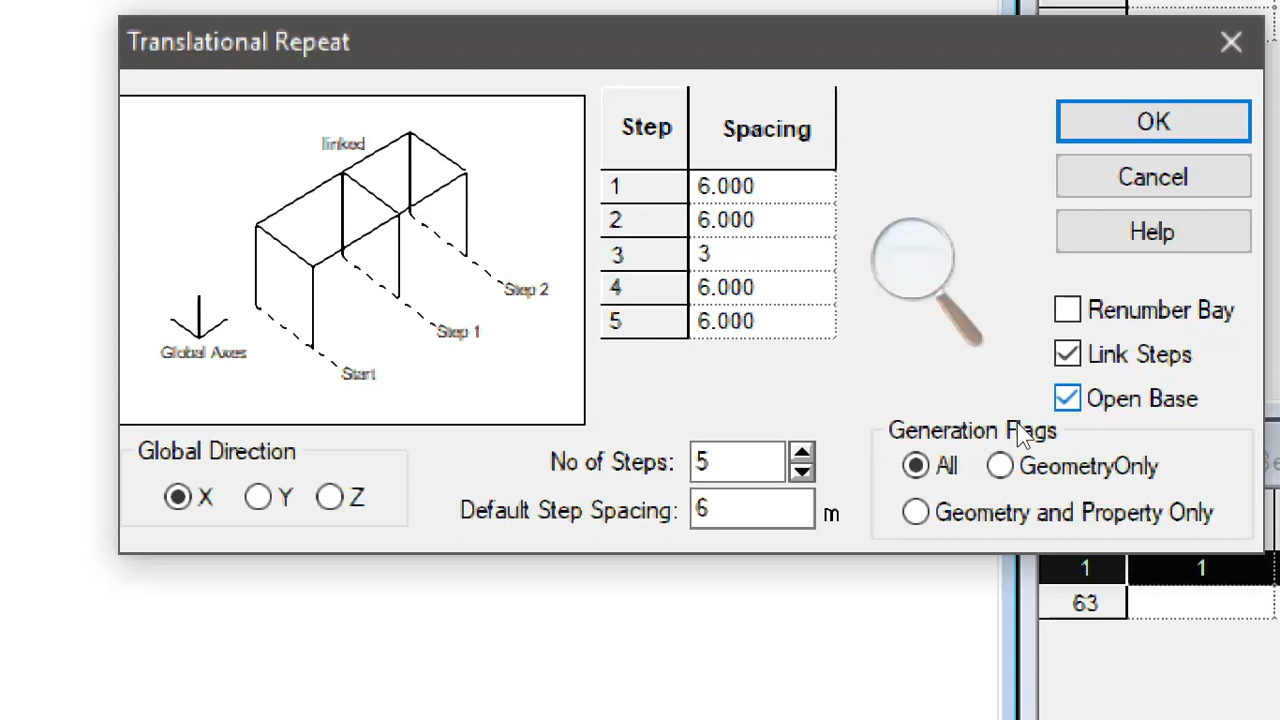 Translational Repeat
linked
Step 2
Step 1
Start
Global Axes
Step Spacing
1 6.000
2 6.000
3 3
4 6.000
5 6.000
OK
Cancel
Help
Renumber Bay
Link Steps
Open Base
Global Direction
X Y Z
No of Steps: 5
Default Step Spacing: 6 m
Generation Flags
All GeometryOnly
Geometry and Property Only
1 1
63